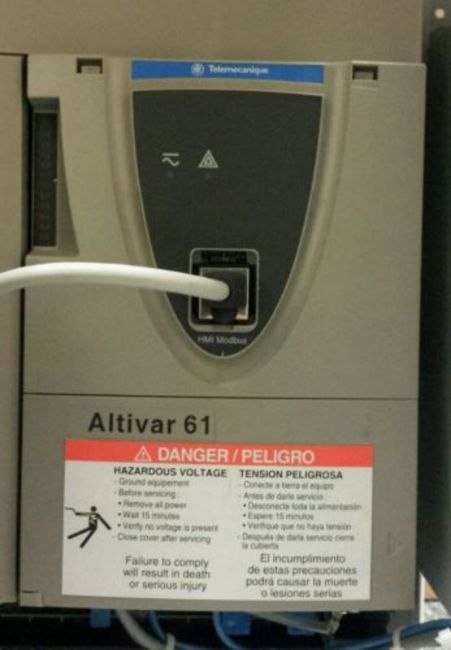 Telemecanique
HMI Modbus
Altivar 61
DANGER / PELIGRO
HAZARDOUS VOLTAGE
- Ground equipement
- Before servicing :
• Remove all power
• Wait 15 minutes
• Verify no voltage is present
- Close cover after servicing
Failure to comply
will result in death
or serious injury
TENSION PELIGROSA
- Conecte a tierra el equipo
- Antes de darle servicio :
• Desconecte toda la alimentación
• Espere 15 minutos
• Verifique que no haya tensión
- Después de darle servicio cierre
la cubierta
El incumplimiento
de estas precauciones
podrá causar la muerte
o lesiones serias